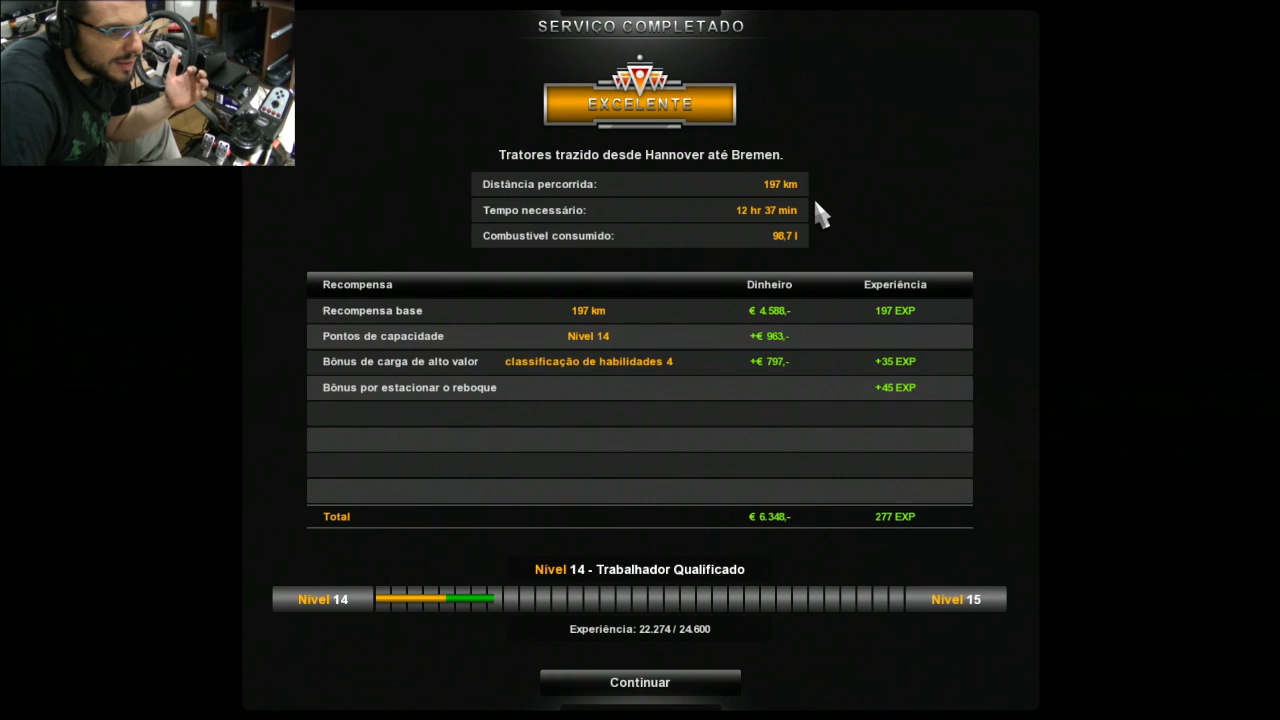 SERVIÇO COMPLETADO
EXCELENTE
Tratores trazido desde Hannover até Bremen.
Distância percorrida: 197 km
Tempo necessário: 12 hr 37 min
Combustivel consumido: 98,7 l
Recompensa Dinheiro Experiência
Recompensa base 197 km € 4.588,- 197 EXP
Pontos de capacidade Nível 14 +€ 963,-
Bônus de carga de alto valor classificação de habilidades 4 +€ 797,- +35 EXP
Bônus por estacionar o reboque +45 EXP
Total € 6.348,- 277 EXP
Nível 14 - Trabalhador Qualificado
Nível 14 Nível 15
Experiência: 22.274 / 24.600
Continuar